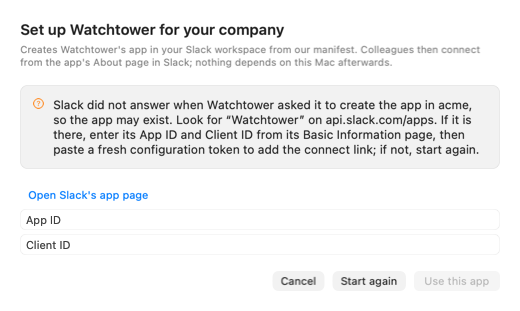 Set up Watchtower for your company
Creates Watchtower's app in your Slack workspace from our manifest. Colleagues then connect
from the app's About page in Slack; nothing depends on this Mac afterwards.
Slack did not answer when Watchtower asked it to create the app in acme,
so the app may exist. Look for “Watchtower” on api.slack.com/apps. If it is
there, enter its App ID and Client ID from its Basic Information page, then
paste a fresh configuration token to add the connect link; if not, start again.
Open Slack's app page
App ID
Client ID
Cancel
Start again
Use this app